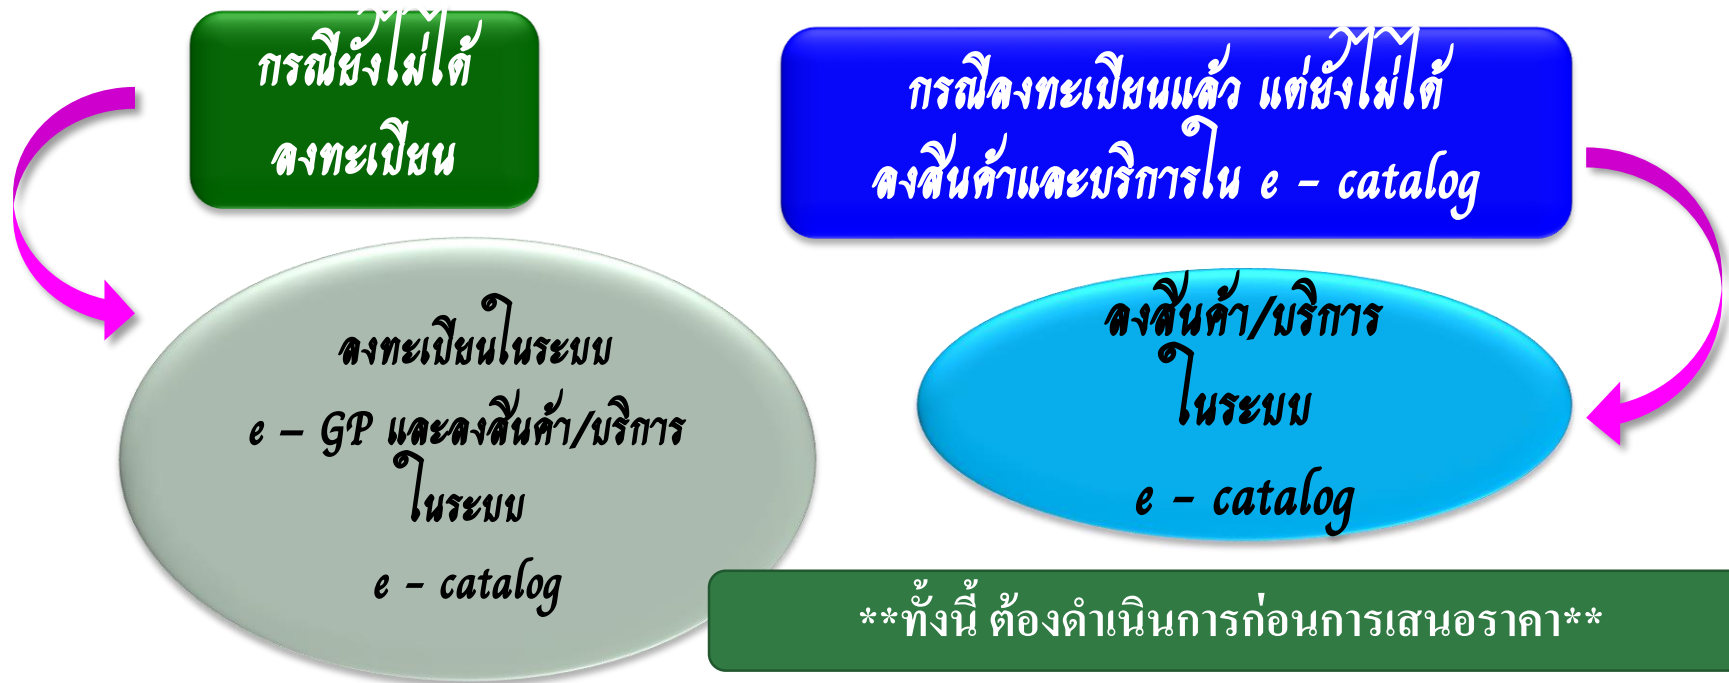 กรณียังไม่ได้
ลงทะเบียน
ลงทะเบียนในระบบ
e – GP และลงสินค้า/บริการ
ในระบบ
e - catalog
กรณีลงทะเบียนแล้ว แต่ยังไม่ได้
ลงสินค้าและบริการใน e - catalog
ลงสินค้า/บริการ
ในระบบ
e - catalog
**ทั้งนี้ ต้องดำเนินการก่อนการเสนอราคา**